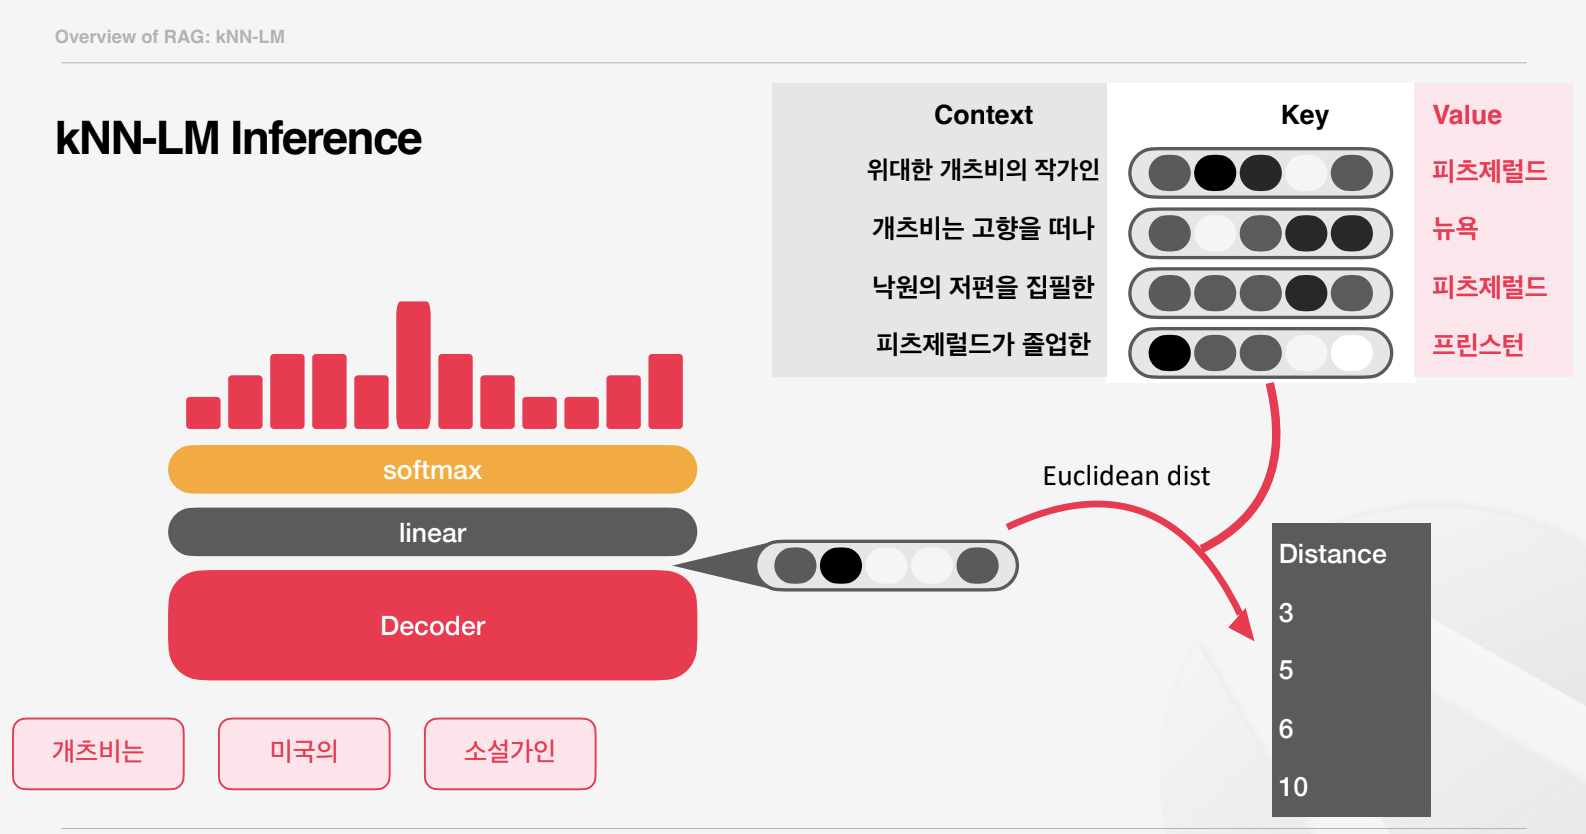 Overview of RAG: kNN-LM
kNN-LM Inference
Context Key Value
위대한 개츠비의 작가인 피츠제럴드
개츠비는 고향을 떠나 뉴욕
낙원의 저편을 집필한 피츠제럴드
피츠제럴드가 졸업한 프린스턴
softmax
linear
Decoder
개츠비는 미국의 소설가인
Euclidean dist
Distance
3
5
6
10